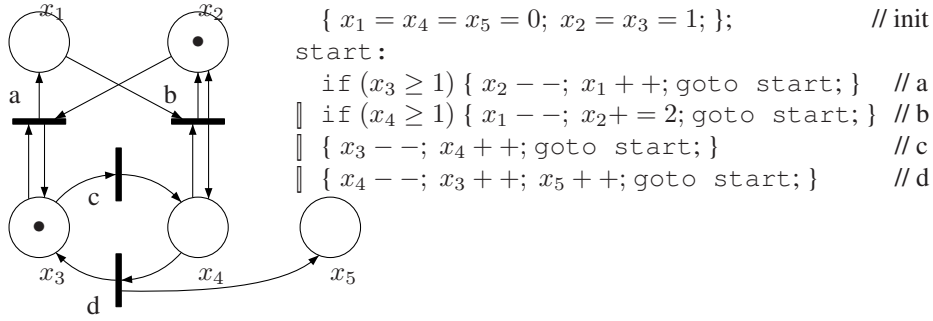 x₁ x₂
a b
c
x₃ x₄ x₅
d
{ x₁ = x₄ = x₅ = 0; x₂ = x₃ = 1; }; // init
start:
if (x₃ ≥ 1) { x₂ − −; x₁ + +; goto start; } // a
▯ if (x₄ ≥ 1) { x₁ − −; x₂+ = 2; goto start; } // b
▯ { x₃ − −; x₄ + +; goto start; } // c
▯ { x₄ − −; x₃ + +; x₅ + +; goto start; } // d